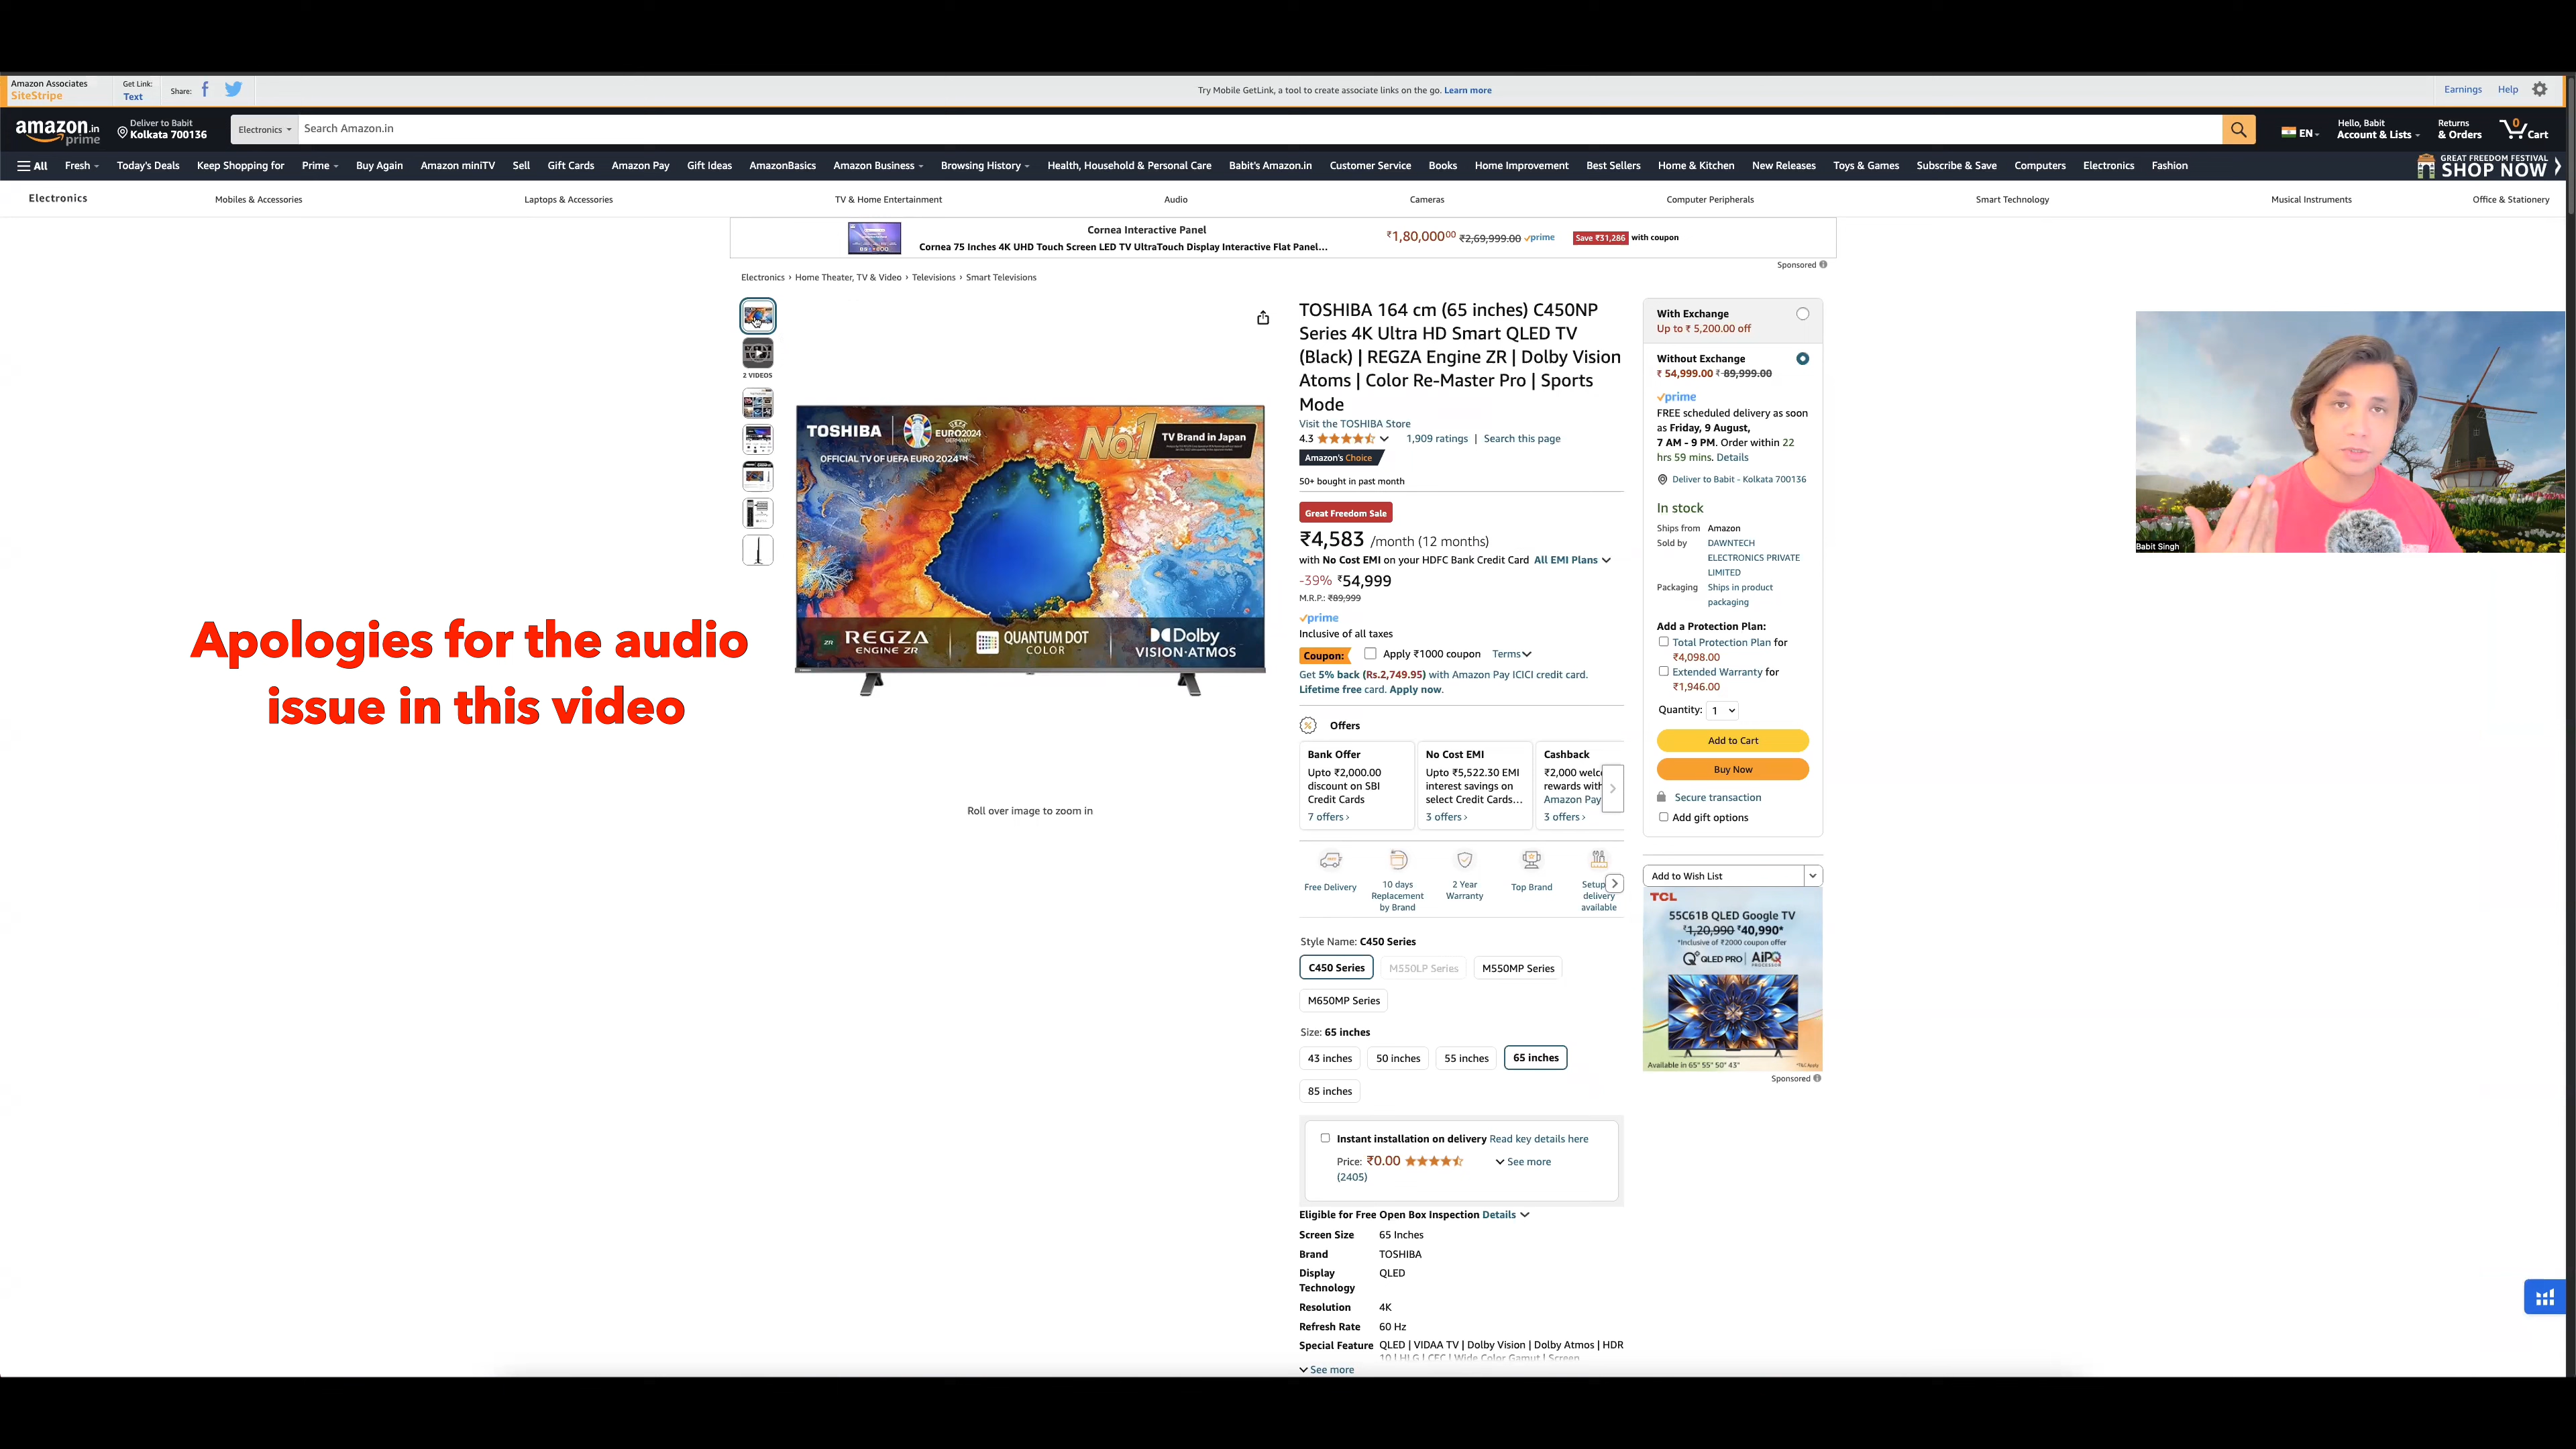 Amazon Associates
SiteStripe
Get Link:
Text
Share:
Try Mobile GetLink, a tool to create associate links on the go. Learn more
Earnings Help
amazon.in
prime
Deliver to Babit
Kolkata 700136
Electronics
Search Amazon.in
EN
Hello, Babit
Account & Lists
Returns
& Orders
0
Cart
All Fresh Today's Deals Keep Shopping for Prime Buy Again Amazon miniTV Sell Gift Cards Amazon Pay Gift Ideas AmazonBasics Amazon Business Browsing History Health, Household & Personal Care Babit's Amazon.in Customer Service Books Home Improvement Best Sellers Home & Kitchen New Releases Toys & Games Subscribe & Save Computers Electronics Fashion
GREAT FREEDOM FESTIVAL
SHOP NOW
Electronics Mobiles & Accessories Laptops & Accessories TV & Home Entertainment Audio Cameras Computer Peripherals Smart Technology Musical Instruments Office & Stationery
Cornea Interactive Panel
Cornea 75 Inches 4K UHD Touch Screen LED TV UltraTouch Display Interactive Flat Panel...
₹1,80,000.00 ₹2,69,999.00 prime Save ₹31,286 with coupon
Sponsored
Electronics › Home Theater, TV & Video › Televisions › Smart Televisions
2 VIDEOS
TOSHIBA
UEFA
EURO2024
GERMANY
OFFICIAL TV OF UEFA EURO 2024™
No.1
TV Brand in Japan
ZR REGZA
ENGINE ZR
QUANTUM DOT
COLOR
Dolby
VISION·ATMOS
Roll over image to zoom in
Apologies for the audio
issue in this video
TOSHIBA 164 cm (65 inches) C450NP
Series 4K Ultra HD Smart QLED TV
(Black) | REGZA Engine ZR | Dolby Vision
Atoms | Color Re-Master Pro | Sports
Mode
Visit the TOSHIBA Store
4.3 1,909 ratings | Search this page
Amazon's Choice
50+ bought in past month
Great Freedom Sale
₹4,583 /month (12 months)
with No Cost EMI on your HDFC Bank Credit Card All EMI Plans
-39% ₹54,999
M.R.P.: ₹89,999
prime
Inclusive of all taxes
Coupon: Apply ₹1000 coupon Terms
Get 5% back (Rs.2,749.95) with Amazon Pay ICICI credit card.
Lifetime free card. Apply now.
Offers
Bank Offer
Upto ₹2,000.00
discount on SBI
Credit Cards
7 offers ›
No Cost EMI
Upto ₹5,522.30 EMI
interest savings on
select Credit Cards…
3 offers ›
Cashback
₹2,000 welc
rewards with
Amazon Pay
3 offers ›
Free Delivery
10 days
Replacement
by Brand
2 Year
Warranty
Top Brand
Setup
delivery
available
Style Name: C450 Series
C450 Series M550LP Series M550MP Series
M650MP Series
Size: 65 inches
43 inches 50 inches 55 inches 65 inches
85 inches
Instant installation on delivery Read key details here
Price: ₹0.00 See more
(2405)
Eligible for Free Open Box Inspection Details
Screen Size 65 Inches
Brand TOSHIBA
Display QLED
Technology
Resolution 4K
Refresh Rate 60 Hz
Special Feature QLED | VIDAA TV | Dolby Vision | Dolby Atmos | HDR
10 | HLG | CEC | Wide Color Gamut | Screen
See more
With Exchange
Up to ₹ 5,200.00 off
Without Exchange
₹ 54,999.00 ₹ 89,999.00
prime
FREE scheduled delivery as soon
as Friday, 9 August,
7 AM - 9 PM. Order within 22
hrs 59 mins. Details
Deliver to Babit - Kolkata 700136
In stock
Ships from Amazon
Sold by DAWNTECH
ELECTRONICS PRIVATE
LIMITED
Packaging Ships in product
packaging
Add a Protection Plan:
Total Protection Plan for
₹4,098.00
Extended Warranty for
₹1,946.00
Quantity: 1
Add to Cart
Buy Now
Secure transaction
Add gift options
Add to Wish List
TCL
55C61B QLED Google TV
₹1,20,990 ₹40,990*
*Inclusive of ₹2000 coupon offer
QLED PRO | AiPQ
PROCESSOR
Available in 65" 55" 50" 43"
*T&C Apply
Sponsored
Babit Singh